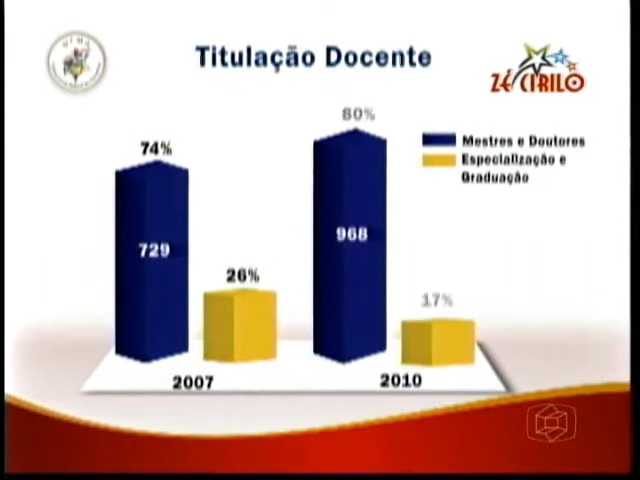 Titulação Docente
ZÉ CIRILO
80%
74%
Mestres e Doutores
Especialização e
Graduação
729
968
26%
17%
2007
2010